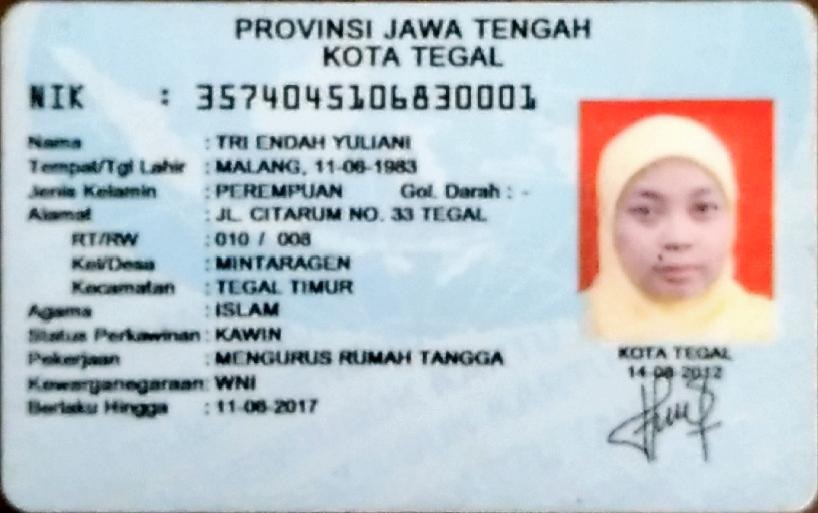 PROVINSI JAWA TENGAH
KOTA TEGAL
NIK : 3574045106830001
Nama : TRI ENDAH YULIANI
Tempat/Tgl Lahir : MALANG, 11-06-1983
Jenis Kelamin : PEREMPUAN Gol. Darah : -
Alamat : JL. CITARUM NO. 33 TEGAL
RT/RW : 010 / 008
Kel/Desa : MINTARAGEN
Kecamatan : TEGAL TIMUR
Agama : ISLAM
Status Perkawinan : KAWIN
Pekerjaan : MENGURUS RUMAH TANGGA
Kewarganegaraan: WNI
Berlaku Hingga : 11-06-2017
KOTA TEGAL
14-08-2012